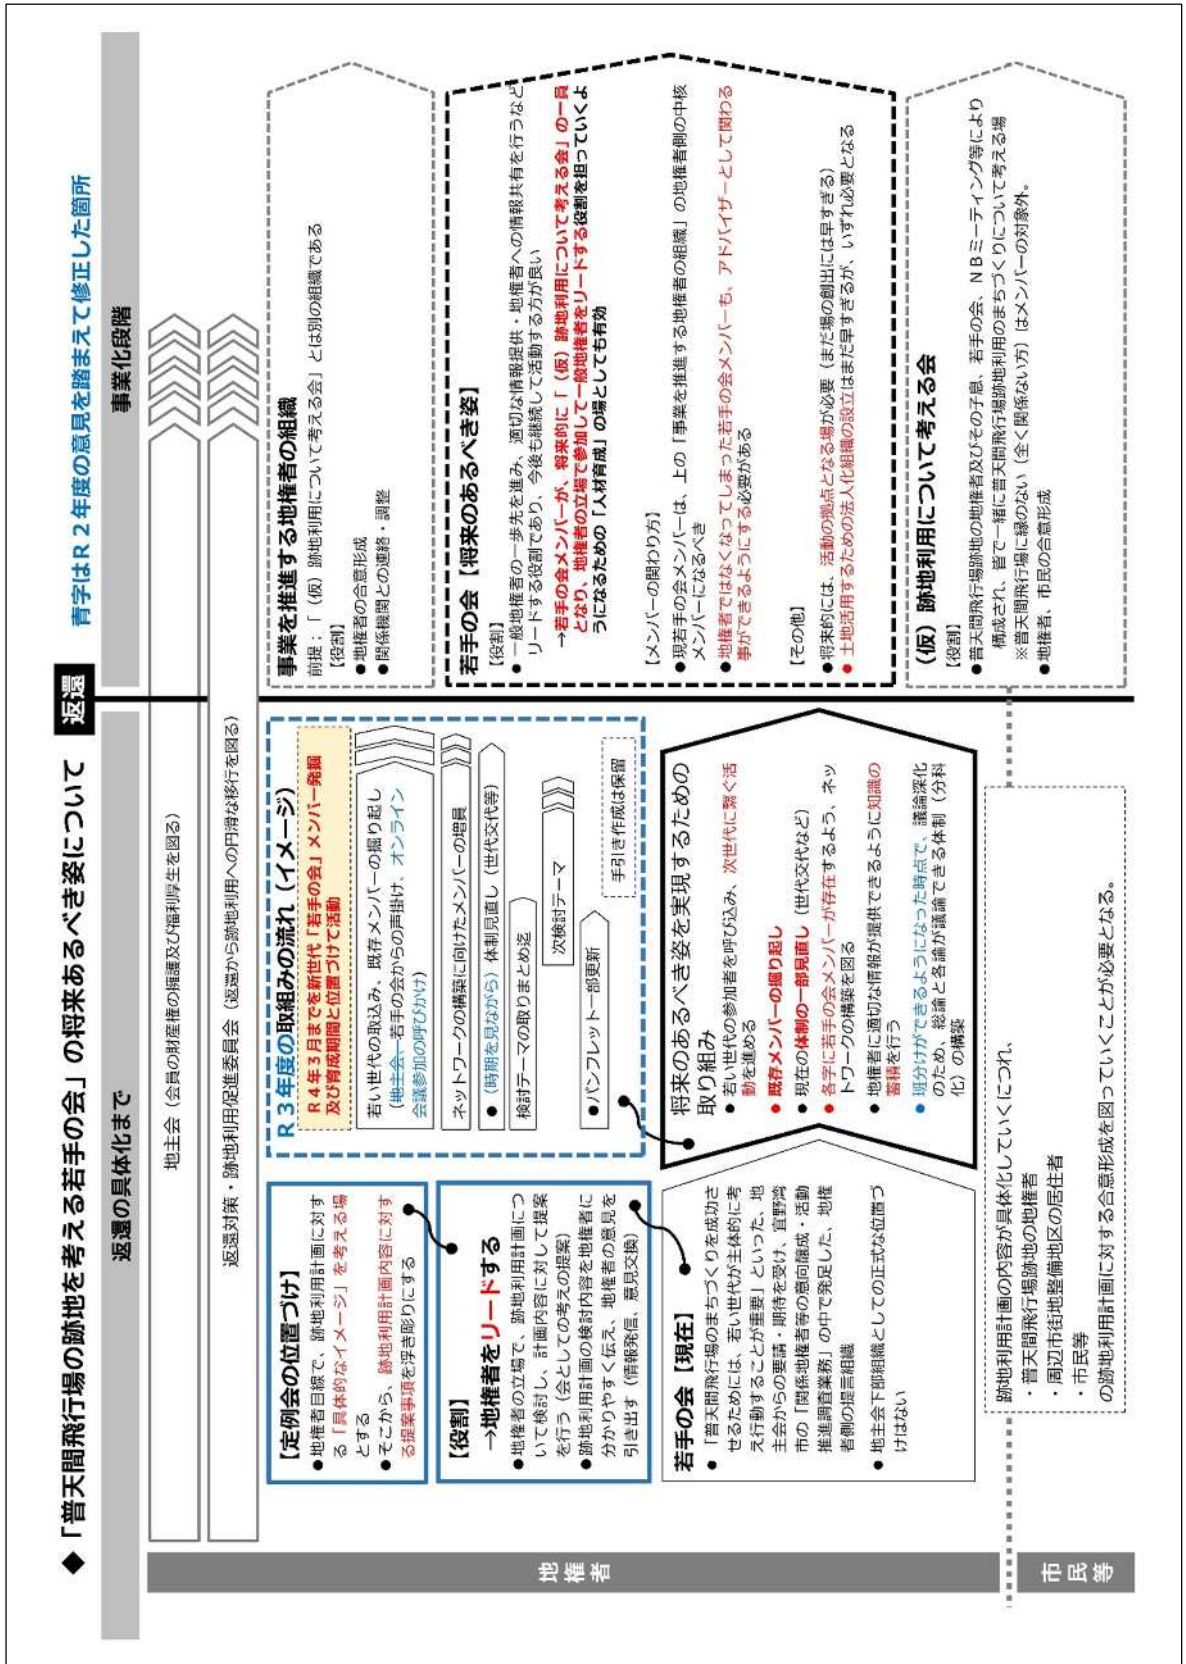 ◆「普天間飛行場の跡地を考える若手の会」の将来あるべき姿について
返還
青字はR2年度の意見を踏まえて修正した箇所
返還の具体化まで
事業化段階
地権者
地主会（会員の財産権の擁護及び福利厚生を図る）
返還対策・跡地利用促進委員会（返還から跡地利用への円滑な移行を図る）
【定例会の位置づけ】
●地権者目線で、跡地利用計画に対す
る「具体的なイメージ」を考える場
とする
●そこから、跡地利用計画内容に対す
る提案事項を浮き彫りにする
【役割】
→地権者をリードする
●地権者の立場で、跡地利用計画につ
いて検討し、計画内容に対して提案
を行う（会としての考えの提案）
●跡地利用計画の検討内容を地権者に
分かりやすく伝え、地権者の意見を
引き出す（情報発信、意見交換）
若手の会【現在】
●「普天間飛行場のまちづくりを成功さ
せるためには、若い世代が主体的に考
え行動することが重要」といった、地
主会からの要請・期待を受け、宜野湾
市の「関係地権者等の意向醸成・活動
推進調査業務」の中で発足した、地権
者側の提言組織
●地主会下部組織としての正式な位置づ
けはない
R3年度の取組みの流れ（イメージ）
R4年3月までを新世代「若手の会」メンバー発掘
及び育成期間と位置づけて活動
若い世代の取込み、既存メンバーの掘り起し
（地主会、若手の会からの声掛け、オンライン
会議参加の呼びかけ）
ネットワークの構築に向けたメンバーの増員
●（時期を見ながら）体制見直し（世代交代等）
検討テーマの取りまとめ迄
次検討テーマ
●パンフレット一部更新
手引き作成は保留
将来のあるべき姿を実現するための
取り組み
●若い世代の参加者を呼び込み、次世代に繋ぐ活
動を進める
●既存メンバーの掘り起し
●現在の体制の一部見直し（世代交代など）
●各字に若手の会メンバーが存在するよう、ネッ
トワークの構築を図る
●地権者に適切な情報が提供できるように知識の
蓄積を行う
●班分けができるようになった時点で、議論深化
のため、総論と各論が議論できる体制（分科
化）の構築
事業を推進する地権者の組織
前提：「（仮）跡地利用について考える会」とは別の組織である
【役割】
●地権者の合意形成
●関係機関との連絡・調整
若手の会【将来のあるべき姿】
【役割】
●一般地権者の一歩先を進み、適切な情報提供・地権者への情報共有を行うなど
リードする役割であり、今後も継続して活動する方が良い
→若手の会メンバーが、将来的に「（仮）跡地利用について考える会」の一員
となり、地権者の立場で参加して一般地権者をリードする役割を担っていくよ
うになるための「人材育成」の場としても有効
【メンバーの関わり方】
●現若手の会メンバーは、上の「事業を推進する地権者の組織」の地権者側の中核
メンバーになるべき
●地権者ではなくなってしまった若手の会メンバーも、アドバイザーとして関わる
事ができるようにする必要がある
【その他】
●将来的には、活動の拠点となる場が必要（まだ場の創出には早すぎる）
●土地活用するための法人化組織の設立はまだ早すぎるが、いずれ必要となる
（仮）跡地利用について考える会
【役割】
●普天間飛行場跡地の地権者及びその子息、若手の会、NBミーティング等により
構成され、皆で一緒に普天間飛行場跡地利用のまちづくりについて考える場
※普天間飛行場に縁のない（全く関係ない方）はメンバーの対象外。
●地権者、市民の合意形成
市民等
跡地利用計画の内容が具体化していくにつれ、
・普天間飛行場跡地の地権者
・周辺市街地整備地区の居住者
・市民等
の跡地利用計画に対する合意形成を図っていくことが必要となる。